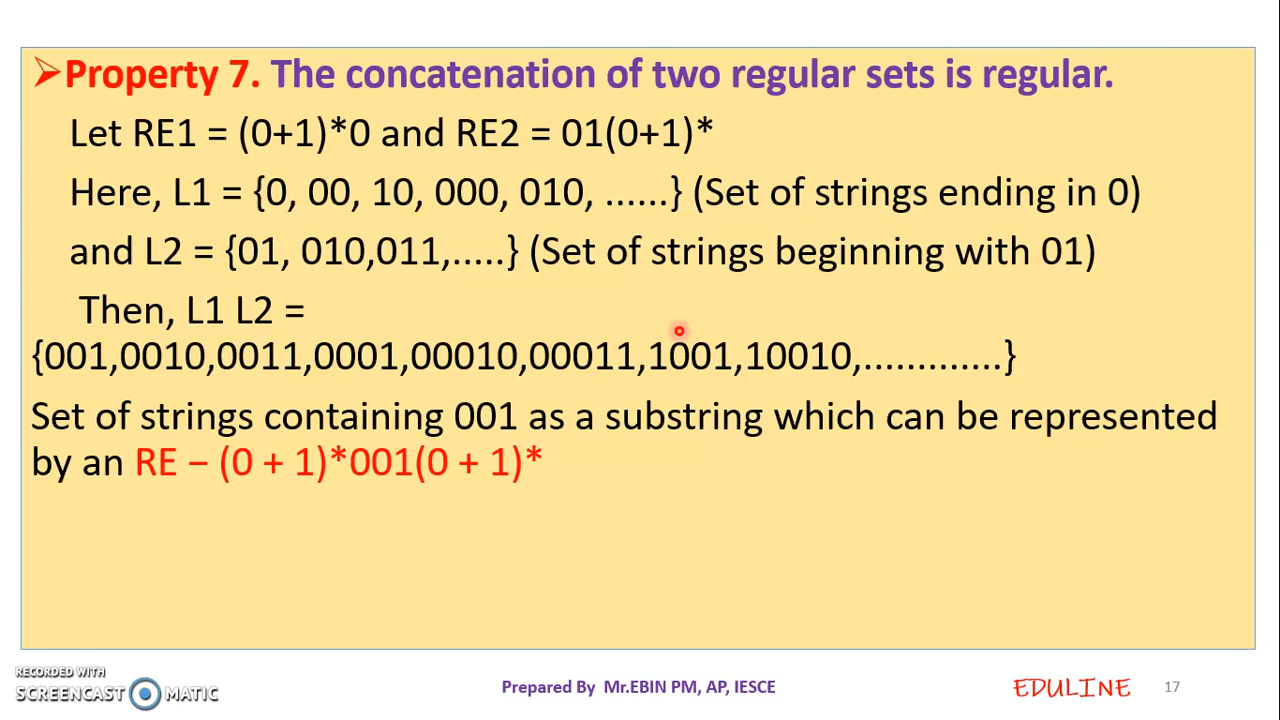 ➢Property 7. The concatenation of two regular sets is regular.
Let RE1 = (0+1)*0 and RE2 = 01(0+1)*
Here, L1 = {0, 00, 10, 000, 010, ......} (Set of strings ending in 0)
and L2 = {01, 010,011,.....} (Set of strings beginning with 01)
Then, L1 L2 =
{001,0010,0011,0001,00010,00011,1001,10010,.............}
Set of strings containing 001 as a substring which can be represented
by an RE − (0 + 1)*001(0 + 1)*
RECORDED WITH
SCREENCAST MATIC
Prepared By Mr.EBIN PM, AP, IESCE
EDULINE
17